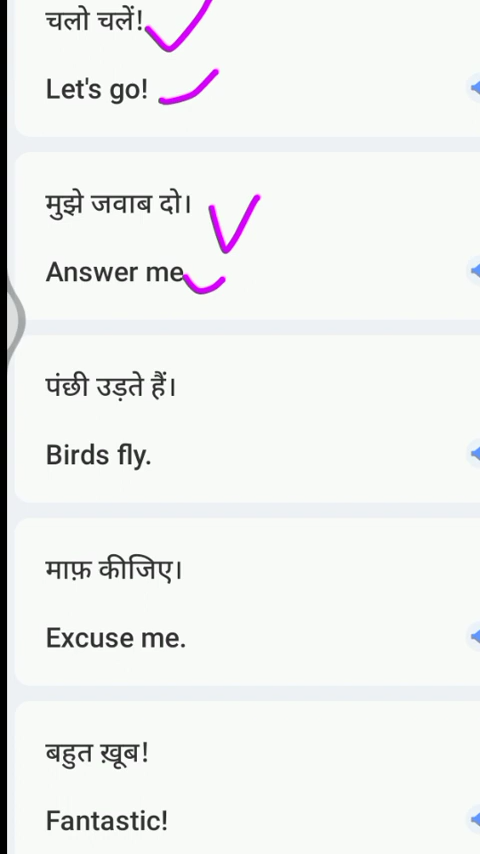 चलो चलें!
Let's go!
मुझे जवाब दो।
Answer me
पंछी उड़ते हैं।
Birds fly.
माफ़ कीजिए।
Excuse me.
बहुत ख़ूब!
Fantastic!